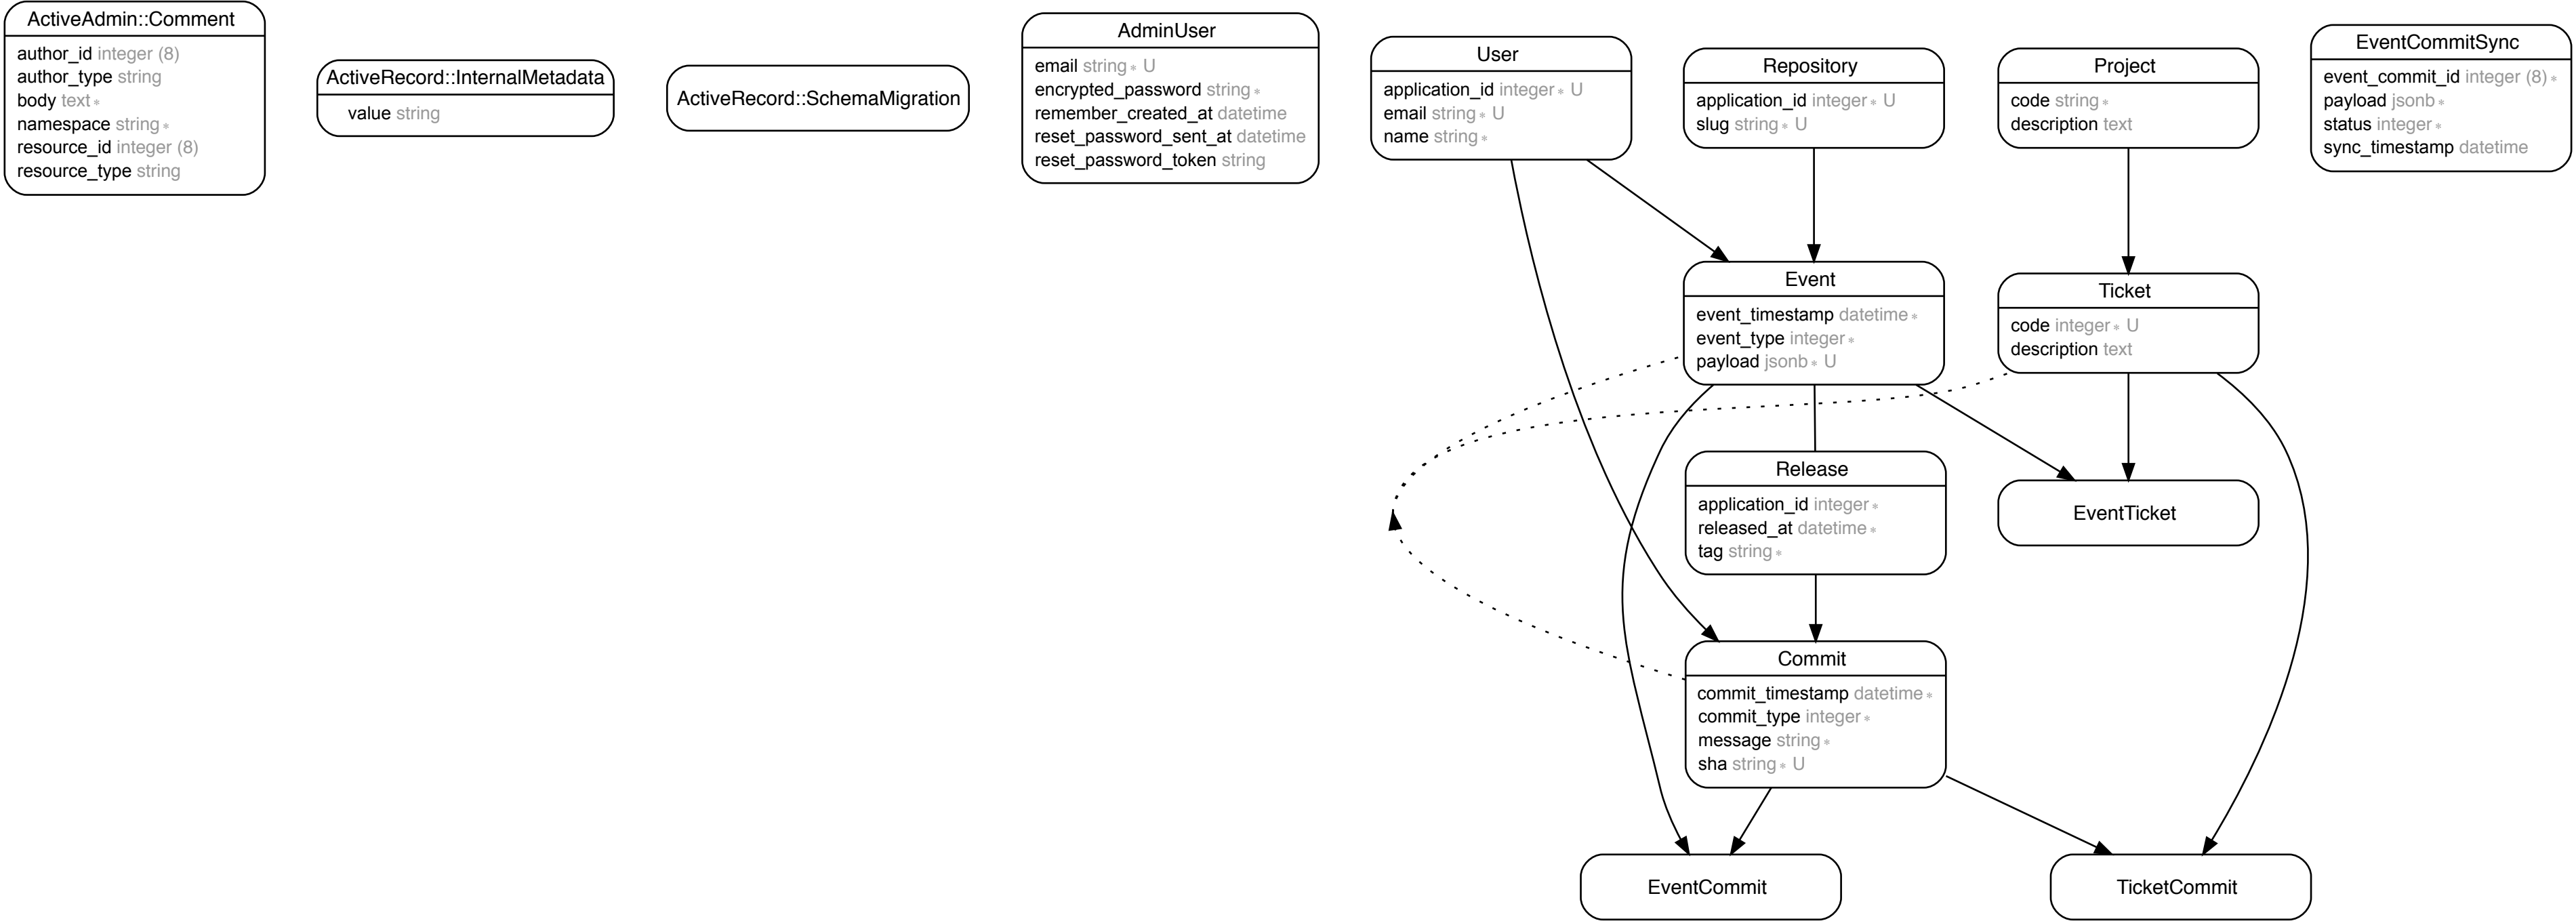 ActiveAdmin::Comment
author_id integer (8)
author_type string
body text *
namespace string *
resource_id integer (8)
resource_type string
ActiveRecord::InternalMetadata
value string
ActiveRecord::SchemaMigration
AdminUser
email string * U
encrypted_password string *
remember_created_at datetime
reset_password_sent_at datetime
reset_password_token string
User
application_id integer * U
email string * U
name string *
Repository
application_id integer * U
slug string * U
Project
code string *
description text
EventCommitSync
event_commit_id integer (8) *
payload jsonb *
status integer *
sync_timestamp datetime
Event
event_timestamp datetime *
event_type integer *
payload jsonb * U
Ticket
code integer * U
description text
Release
application_id integer *
released_at datetime *
tag string *
EventTicket
Commit
commit_timestamp datetime *
commit_type integer *
message string *
sha string * U
EventCommit
TicketCommit